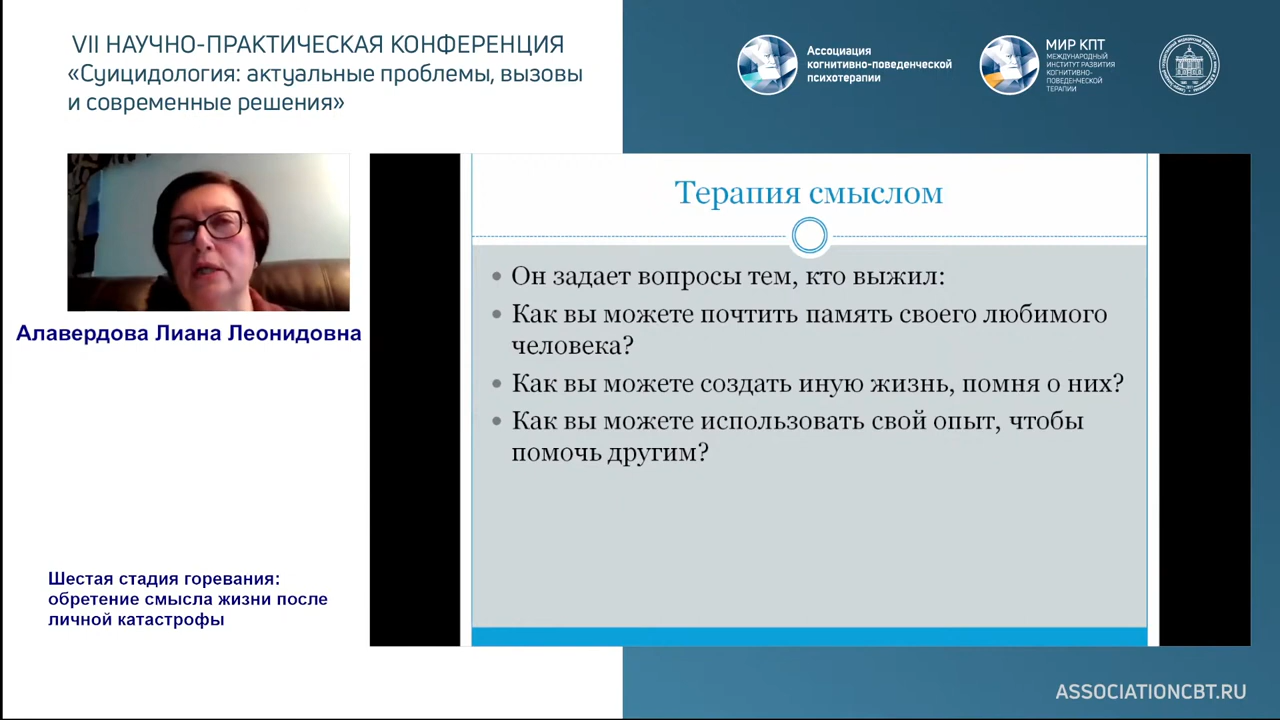 VII НАУЧНО-ПРАКТИЧЕСКАЯ КОНФЕРЕНЦИЯ
«Суицидология: актуальные проблемы, вызовы
и современные решения»
Ассоциация
когнитивно-поведенческой
психотерапии
МИР КПТ
МЕЖДУНАРОДНЫЙ
ИНСТИТУТ РАЗВИТИЯ
КОГНИТИВНО-
ПОВЕДЕНЧЕСКОЙ
ТЕРАПИИ
Алавердова Лиана Леонидовна
Терапия смыслом
• Он задает вопросы тем, кто выжил:
• Как вы можете почтить память своего любимого
человека?
• Как вы можете создать иную жизнь, помня о них?
• Как вы можете использовать свой опыт, чтобы
помочь другим?
Шестая стадия горевания:
обретение смысла жизни после
личной катастрофы
ASSOCIATIONCBT.RU